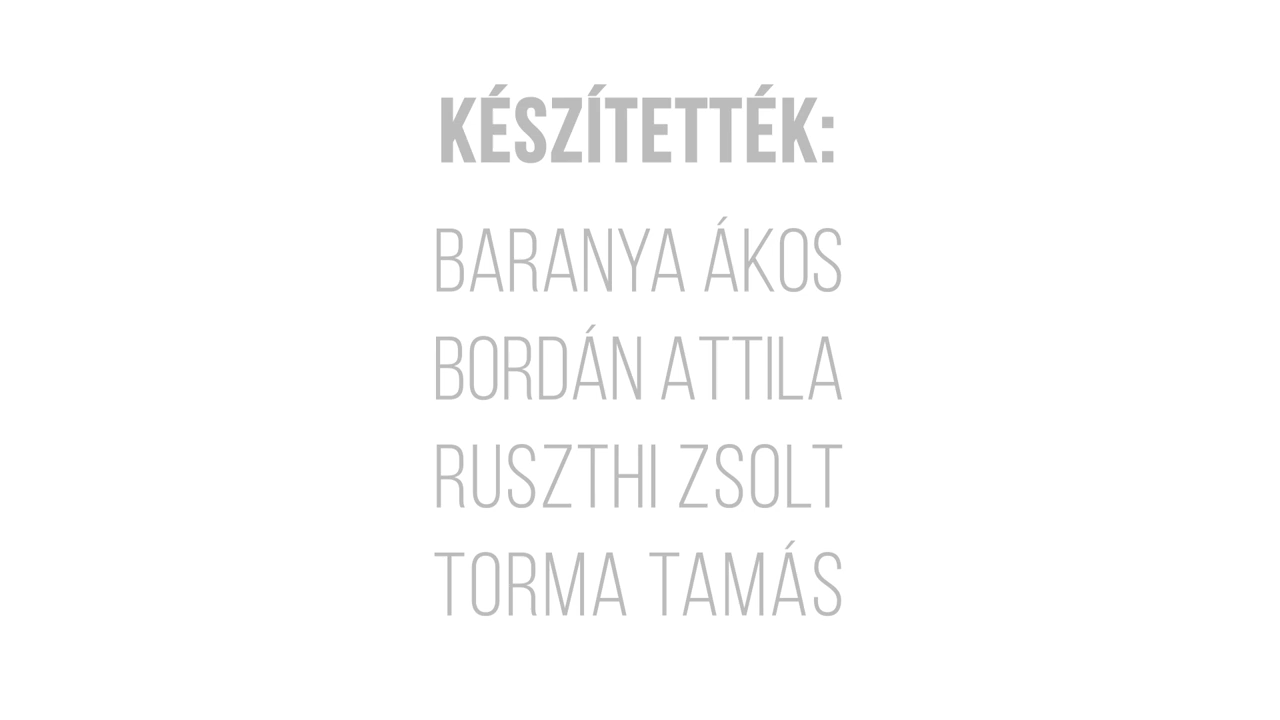 KÉSZÍTETTÉK:
BARANYA ÁKOS
BORDÁN ATTILA
RUSZTHI ZSOLT
TORMA TAMÁS